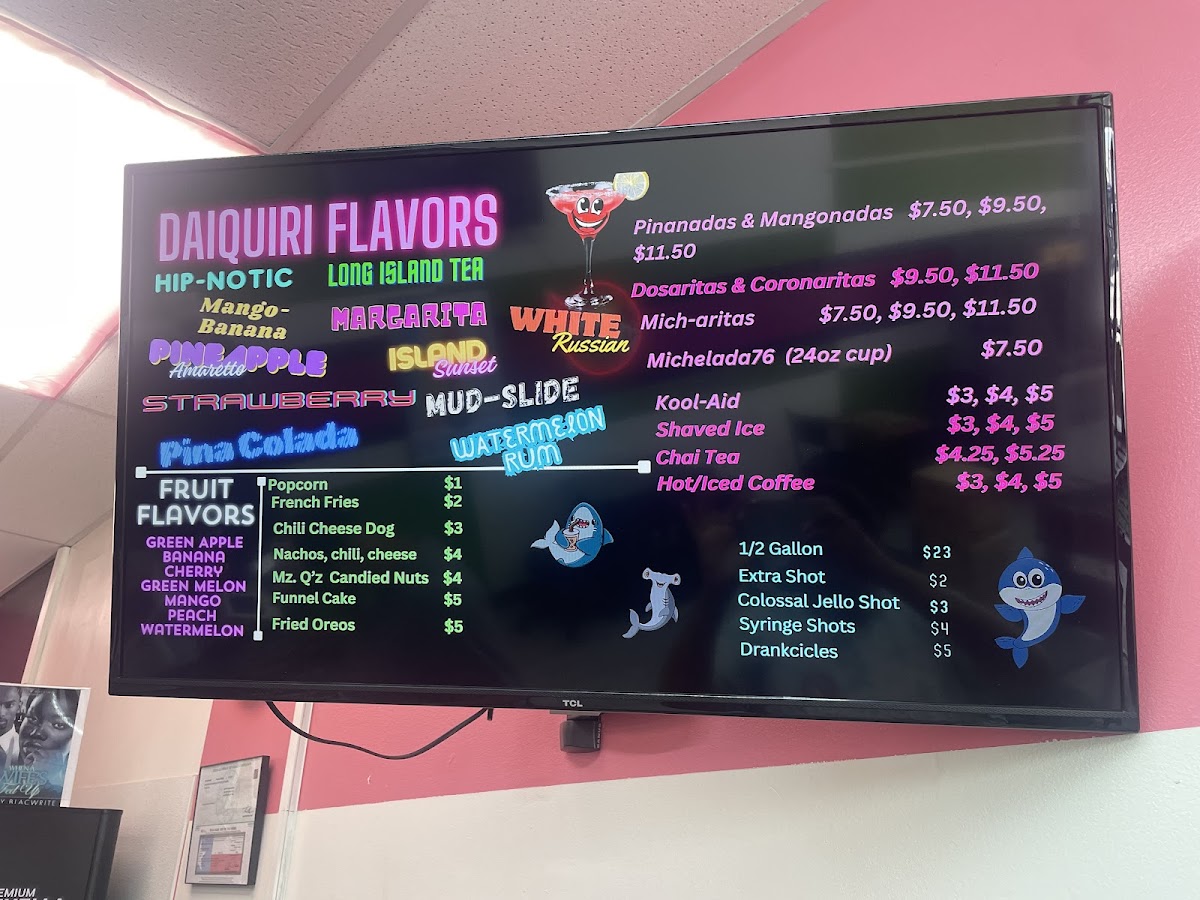 DAIQUIRI FLAVORS
HIP-NOTIC
LONG ISLAND TEA
Mango-
Banana
MARGARITA
WHITE
Russian
PINEAPPLE
Amaretto
ISLAND
Sunset
STRAWBERRY
MUD-SLIDE
Pina Colada
WATERMELON
RUM
Pinanadas & Mangonadas $7.50, $9.50,
$11.50
Dosaritas & Coronaritas $9.50, $11.50
Mich-aritas $7.50, $9.50, $11.50
Michelada76 (24oz cup) $7.50
Kool-Aid $3, $4, $5
Shaved Ice $3, $4, $5
Chai Tea $4.25, $5.25
Hot/Iced Coffee $3, $4, $5
FRUIT
FLAVORS
GREEN APPLE
BANANA
CHERRY
GREEN MELON
MANGO
PEACH
WATERMELON
Popcorn $1
French Fries $2
Chili Cheese Dog $3
Nachos, chili, cheese $4
Mz. Q'z Candied Nuts $4
Funnel Cake $5
Fried Oreos $5
1/2 Gallon $23
Extra Shot $2
Colossal Jello Shot $3
Syringe Shots $4
Drankcicles $5
TCL